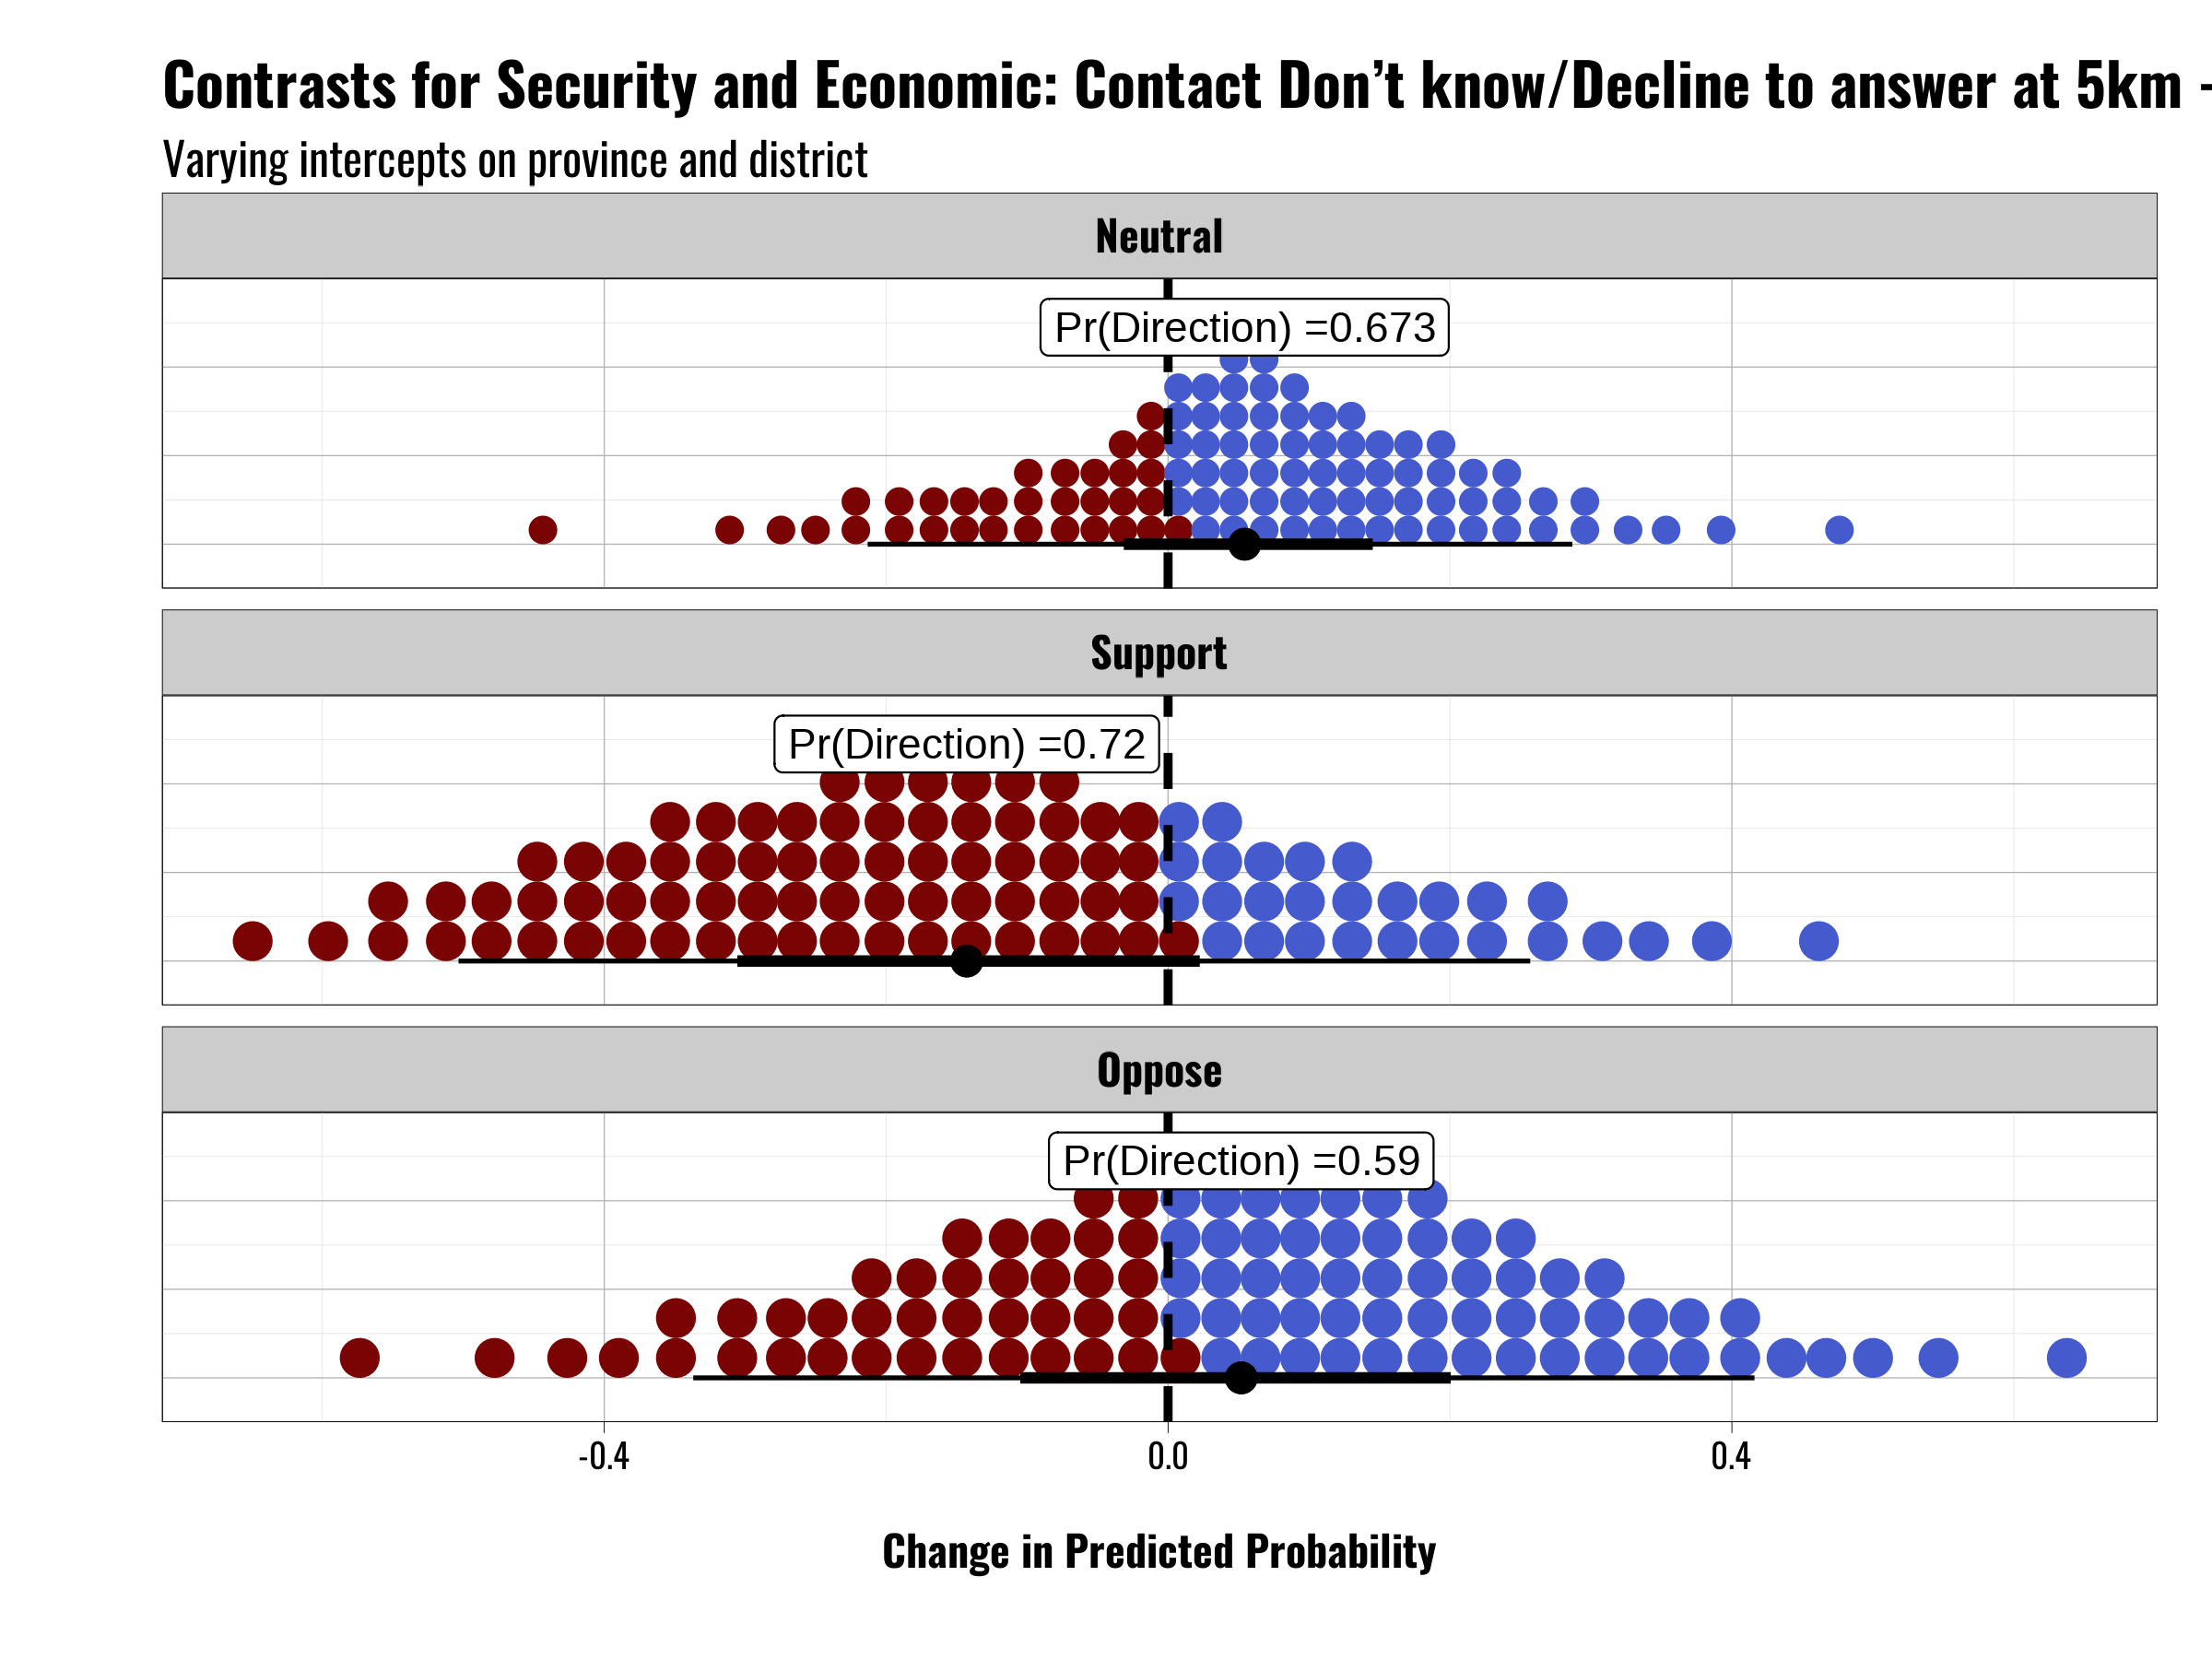 Contrasts for Security and Economic: Contact Don’t know/Decline to answer at 5km -
Varying intercepts on province and district
Neutral
Pr(Direction) =0.673
Support
Pr(Direction) =0.72
Oppose
Pr(Direction) =0.59
-0.4 0.0 0.4
Change in Predicted Probability